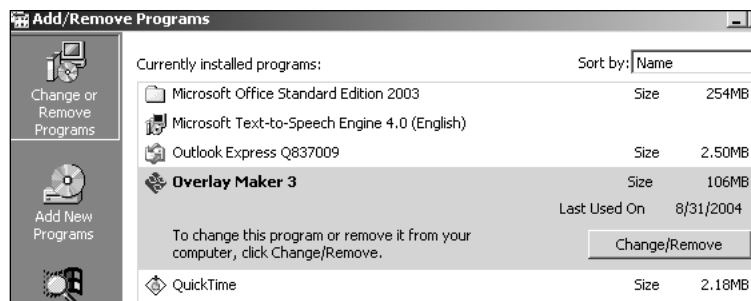 Add/Remove Programs
Currently installed programs: Sort by: Name
Change or Remove Programs
Microsoft Office Standard Edition 2003 Size 254MB
Microsoft Text-to-Speech Engine 4.0 (English)
Outlook Express Q837009 Size 2.50MB
Add New Programs
Overlay Maker 3 Size 106MB
Last Used On 8/31/2004
To change this program or remove it from your
computer, click Change/Remove.
Change/Remove
QuickTime Size 2.18MB